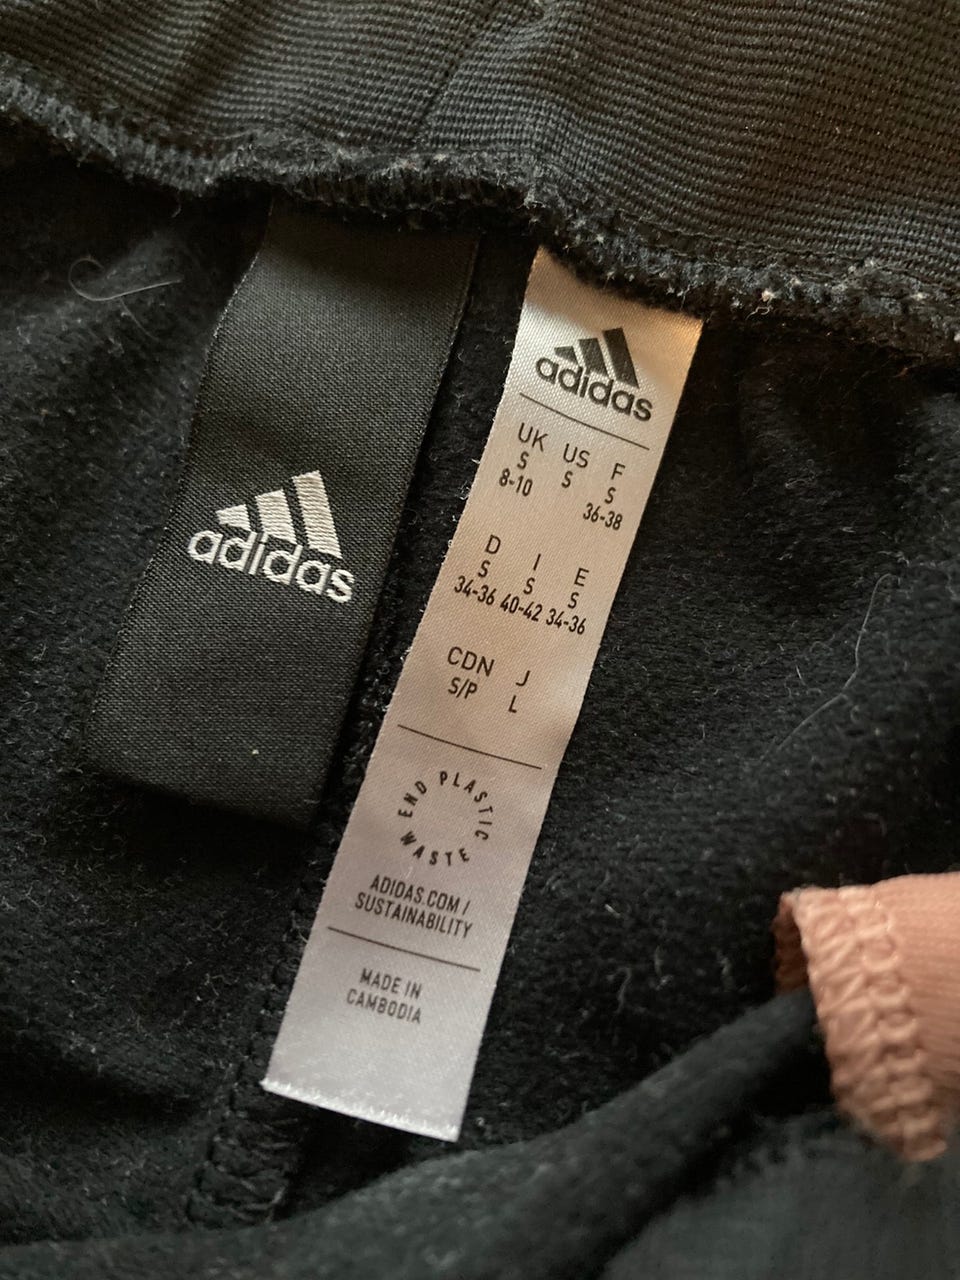 adidas
adidas
UK US F
S S S
8-10 36-38
D I E
S S S
34-36 40-42 34-36
CDN J
S/P L
END PLASTIC WASTE
ADIDAS.COM /
SUSTAINABILITY
MADE IN
CAMBODIA